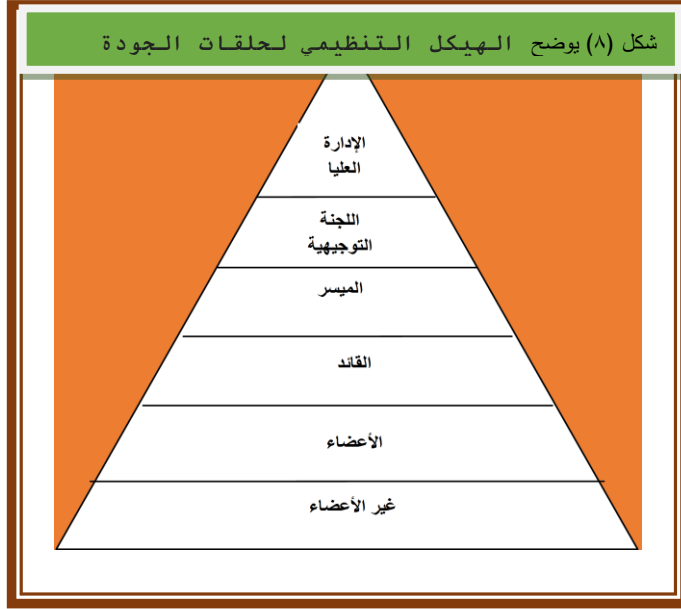 شكل (٨) يوضح الهيكل التنظيمي لحلقات الجودة
الإدارة
العليا
اللجنة
التوجيهية
الميسر
القائد
الأعضاء
غير الأعضاء